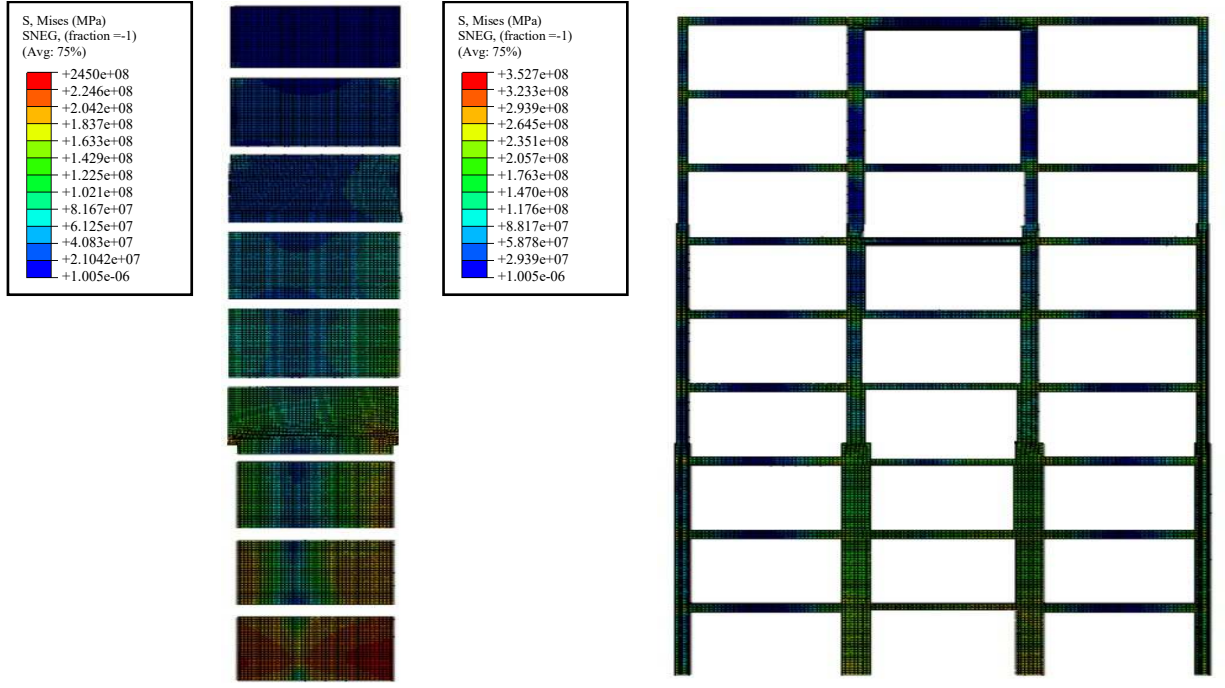 S, Mises (MPa)
SNEG, (fraction =-1)
(Avg: 75%)
+2450e+08
+2.246e+08
+2.042e+08
+1.837e+08
+1.633e+08
+1.429e+08
+1.225e+08
+1.021e+08
+8.167e+07
+6.125e+07
+4.083e+07
+2.1042e+07
+1.005e-06
S, Mises (MPa)
SNEG, (fraction =-1)
(Avg: 75%)
+3.527e+08
+3.233e+08
+2.939e+08
+2.645e+08
+2.351e+08
+2.057e+08
+1.763e+08
+1.470e+08
+1.176e+08
+8.817e+07
+5.878e+07
+2.939e+07
+1.005e-06